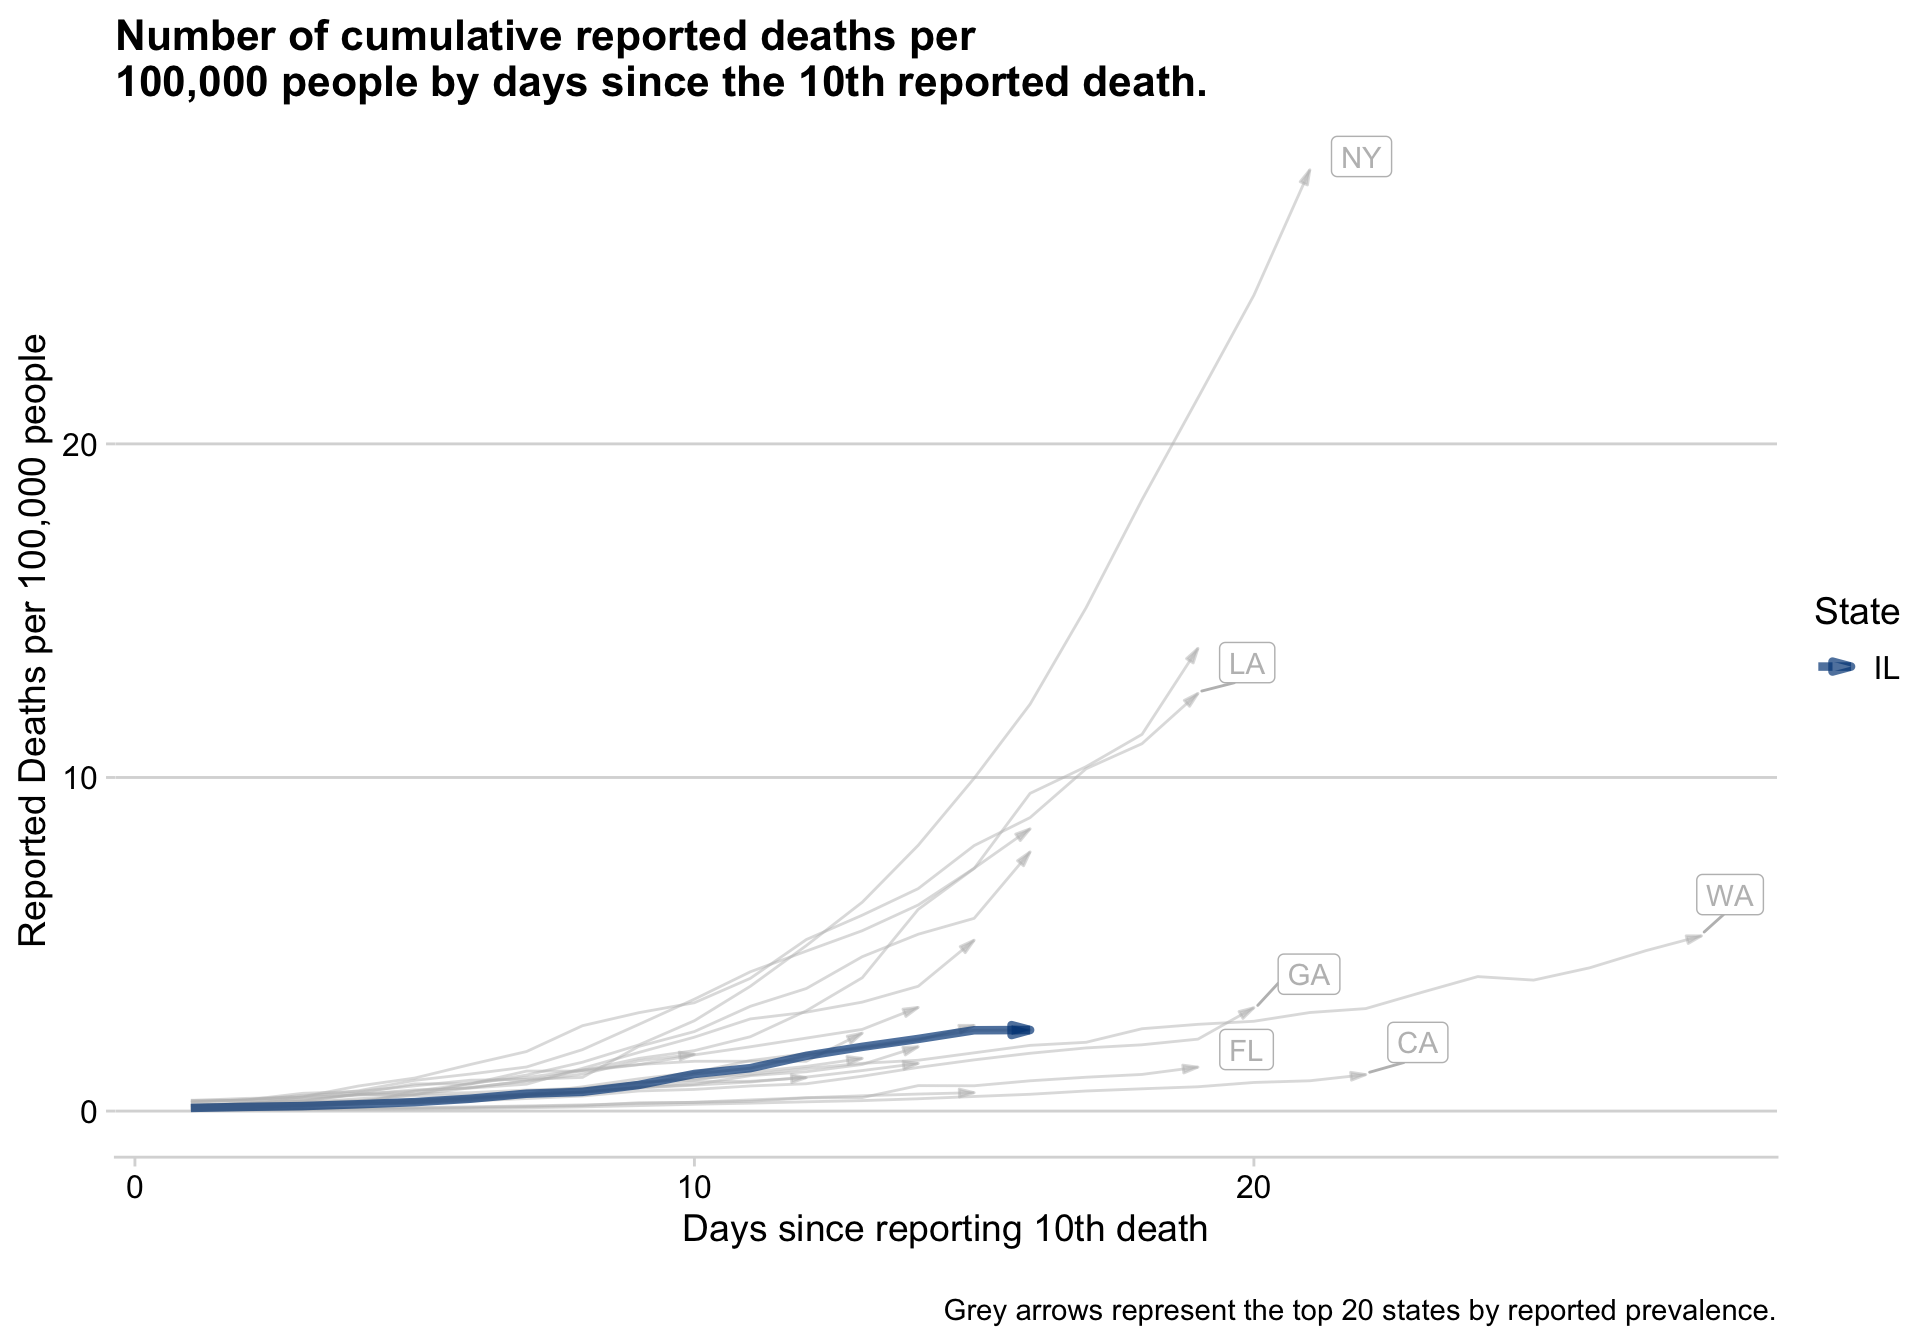 Number of cumulative reported deaths per
100,000 people by days since the 10th reported death.
Reported Deaths per 100,000 people
20
10
0
NY
LA
WA
GA
FL
CA
State
IL
0
10
20
Days since reporting 10th death
Grey arrows represent the top 20 states by reported prevalence.